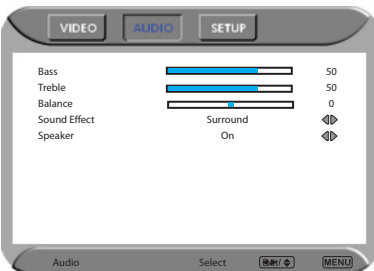 VIDEO AUDIO SETUP
Bass 50
Treble 50
Balance 0
Sound Effect Surround
Speaker On
Audio Select MENU